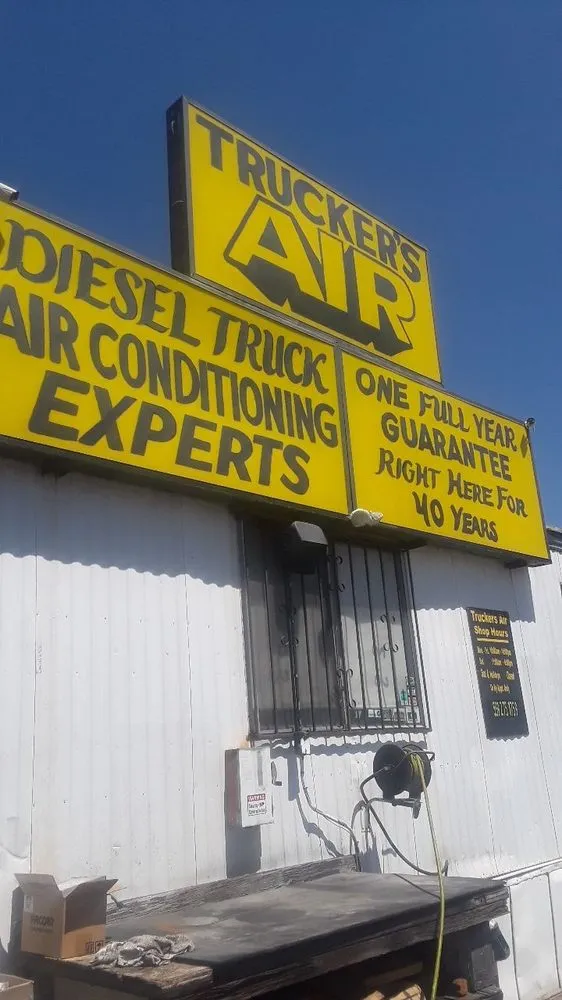 TRUCKER'S
AIR
DIESEL TRUCK
AIR CONDITIONING
EXPERTS
ONE FULL YEAR
GUARANTEE
RIGHT HERE FOR
40 YEARS
Truckers Air
Shop Hours